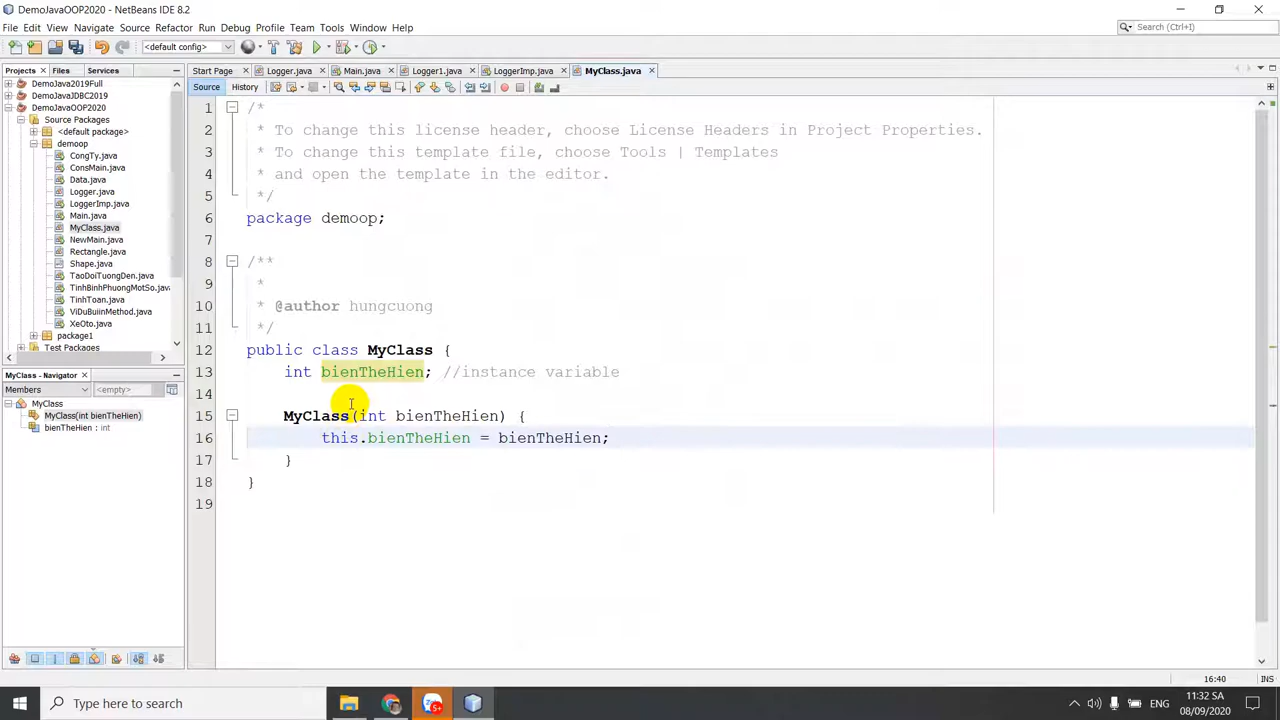 DemoJavaOOP2020 - NetBeans IDE 8.2
File Edit View Navigate Source Refactor Run Debug Profile Team Tools Window Help
Search (Ctrl+I)
<default config>
Projects Files Services
Start Page Logger.java Main.java Logger1.java LoggerImp.java MyClass.java
Source History
DemoJava2019Full
DemoJavaJDBC2019
DemoJavaOOP2020
Source Packages
<default package>
demoop
CongTy.java
ConsMain.java
Data.java
Logger.java
LoggerImp.java
Main.java
MyClass.java
NewMain.java
Rectangle.java
Shape.java
TaoDoiTuongDen.java
TinhBinhPhuongMotSo.java
TinhToan.java
ViDuBuiinMethod.java
XeOto.java
package1
Test Packages
MyClass - Navigator
Members <empty>
MyClass
MyClass(int bienTheHien)
bienTheHien : int
1 /*
2 * To change this license header, choose License Headers in Project Properties.
3 * To change this template file, choose Tools | Templates
4 * and open the template in the editor.
5 */
6 package demoop;
7
8 /**
9 *
10 * @author hungcuong
11 */
12 public class MyClass {
13 int bienTheHien; //instance variable
14
15 MyClass(int bienTheHien) {
16 this.bienTheHien = bienTheHien;
17 }
18 }
19
16:40 INS
Type here to search
5+
ENG
11:32 SA
08/09/2020